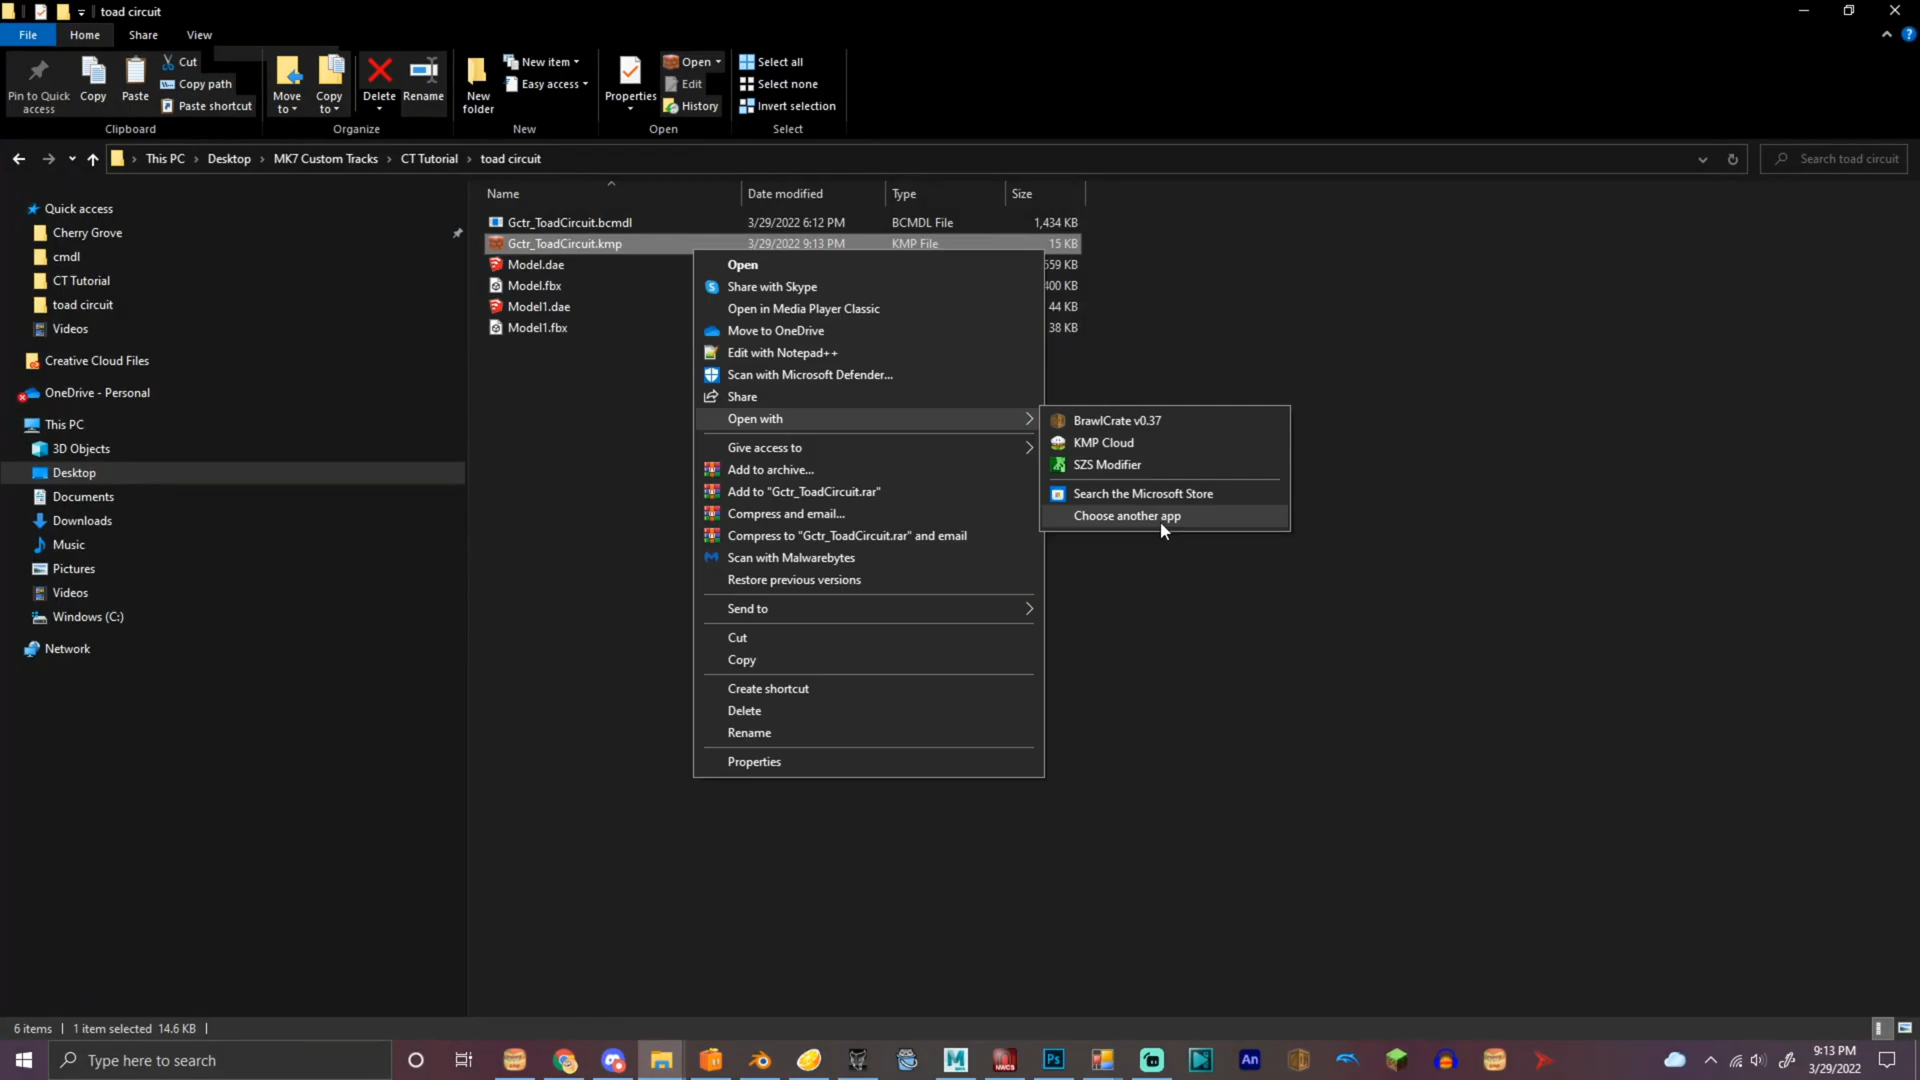 toad circuit
File Home Share View
Pin to Quick access
Copy
Paste
Cut
Copy path
Paste shortcut
Clipboard
Move to
Copy to
Delete
Rename
Organize
New folder
New item
Easy access
New
Properties
Open
Edit
History
Open
Select all
Select none
Invert selection
Select
This PC Desktop MK7 Custom Tracks CT Tutorial toad circuit
Search toad circuit
Quick access
Cherry Grove
cmdl
CT Tutorial
toad circuit
Videos
Creative Cloud Files
OneDrive - Personal
This PC
3D Objects
Desktop
Documents
Downloads
Music
Pictures
Videos
Windows (C:)
Network
Name Date modified Type Size
Gctr_ToadCircuit.bcmdl 3/29/2022 6:12 PM BCMDL File 1,434 KB
Gctr_ToadCircuit.kmp 3/29/2022 9:13 PM KMP File 15 KB
Model.dae 559 KB
Model.fbx 400 KB
Model1.dae 44 KB
Model1.fbx 38 KB
Open
Share with Skype
Open in Media Player Classic
Move to OneDrive
Edit with Notepad++
Scan with Microsoft Defender...
Share
Open with
Give access to
Add to archive...
Add to "Gctr_ToadCircuit.rar"
Compress and email...
Compress to "Gctr_ToadCircuit.rar" and email
Scan with Malwarebytes
Restore previous versions
Send to
Cut
Copy
Create shortcut
Delete
Rename
Properties
BrawlCrate v0.37
KMP Cloud
SZS Modifier
Search the Microsoft Store
Choose another app
6 items 1 item selected 14.6 KB
Type here to search
M
NWCS
Ps
An
9:13 PM
3/29/2022